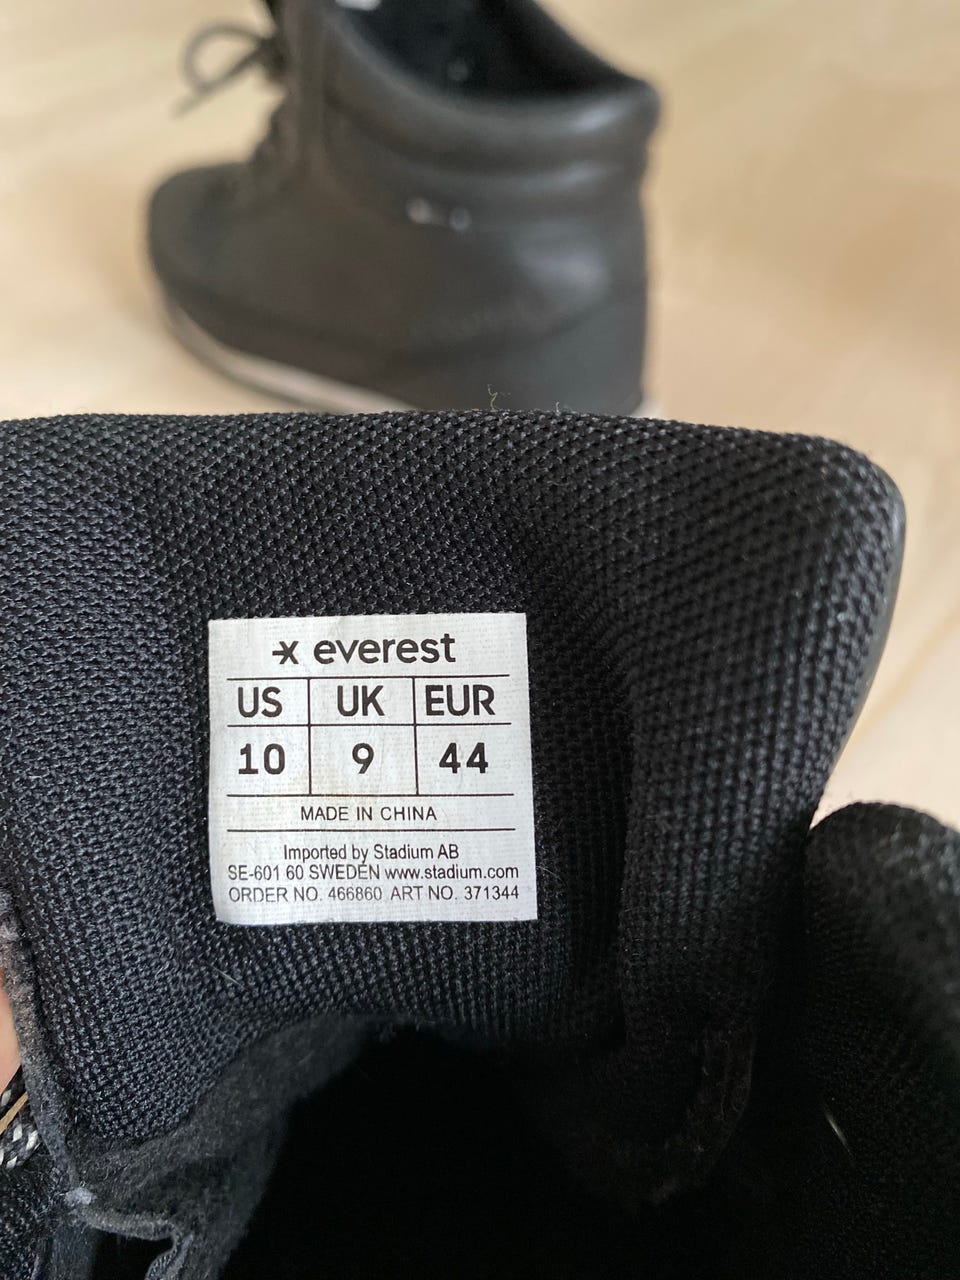 everest
US UK EUR
10 9 44
MADE IN CHINA
Imported by Stadium AB
SE-601 60 SWEDEN www.stadium.com
ORDER NO. 466860 ART NO. 371344